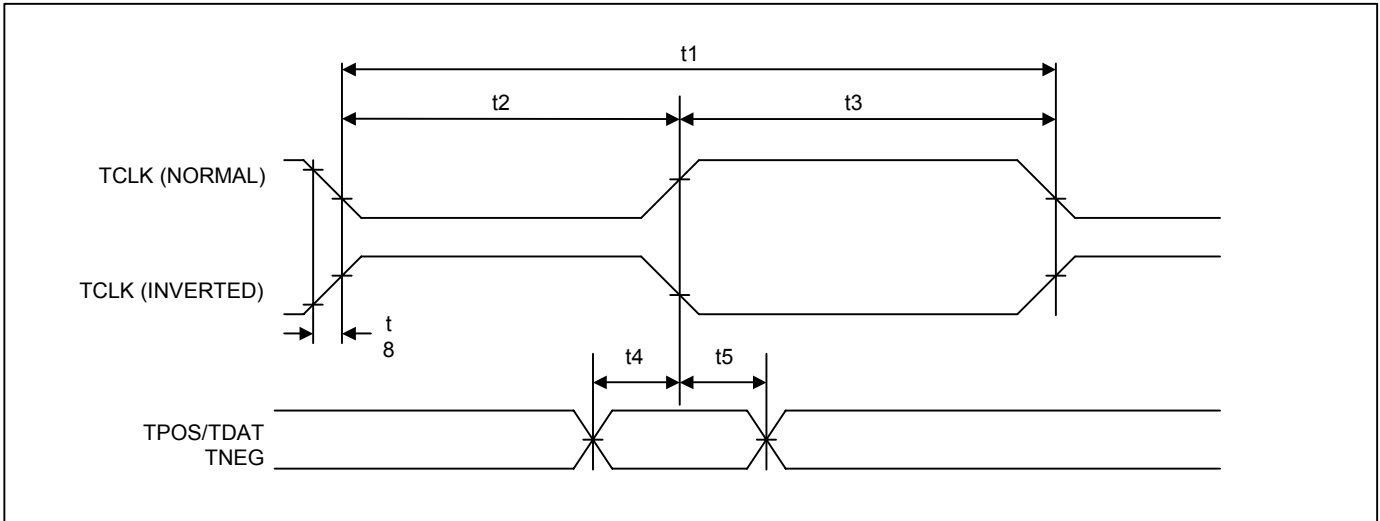 t1
t2
t3
TCLK (NORMAL)
TCLK (INVERTED)
t
8
t4
t5
TPOS/TDAT
TNEG